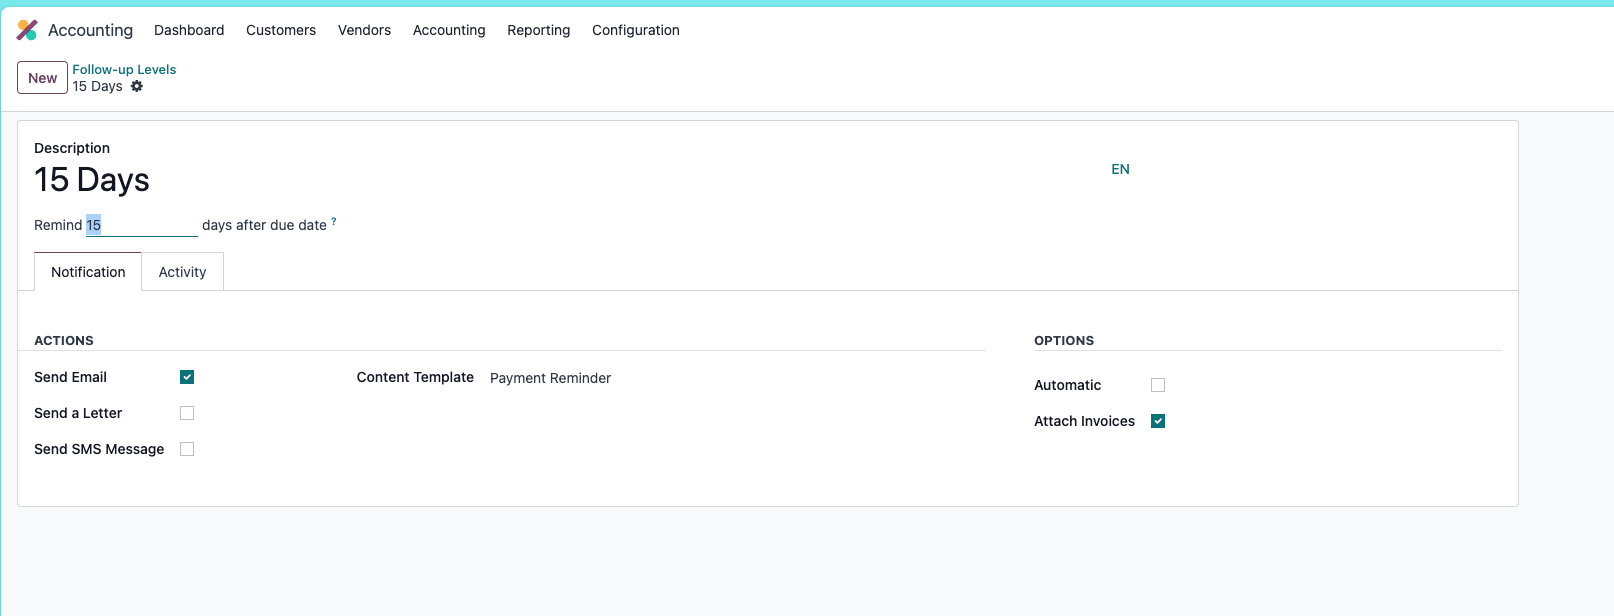 Accounting Dashboard Customers Vendors Accounting Reporting Configuration
New
Follow-up Levels
15 Days
Description
15 Days
EN
Remind 15 days after due date ?
Notification Activity
ACTIONS
Send Email
Content Template Payment Reminder
Send a Letter
Send SMS Message
OPTIONS
Automatic
Attach Invoices